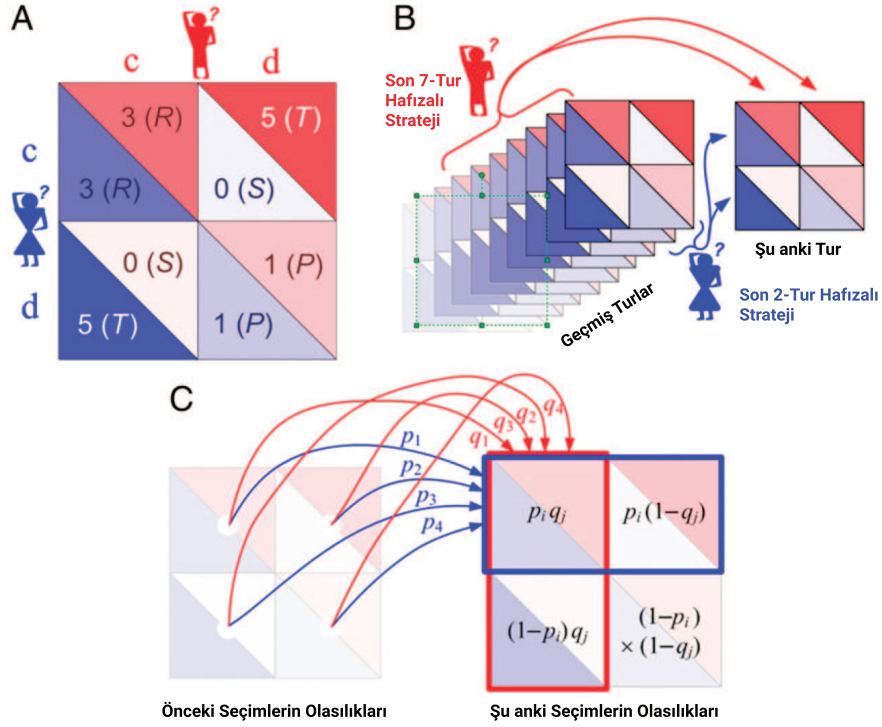 A
?
c
d
c
3 (R)
5 (T)
3 (R)
0 (S)
?
d
0 (S)
1 (P)
5 (T)
1 (P)
B
?
Son 7-Tur
Hafızalı
Strateji
Geçmiş Turlar
Şu anki Tur
?
Son 2-Tur Hafızalı
Strateji
C
q1
q3
q2
q4
p1
p2
p3
p4
pi qj
pi (1−qj)
(1−pi) qj
(1−pi)
× (1−qj)
Önceki Seçimlerin Olasılıkları
Şu anki Seçimlerin Olasılıkları